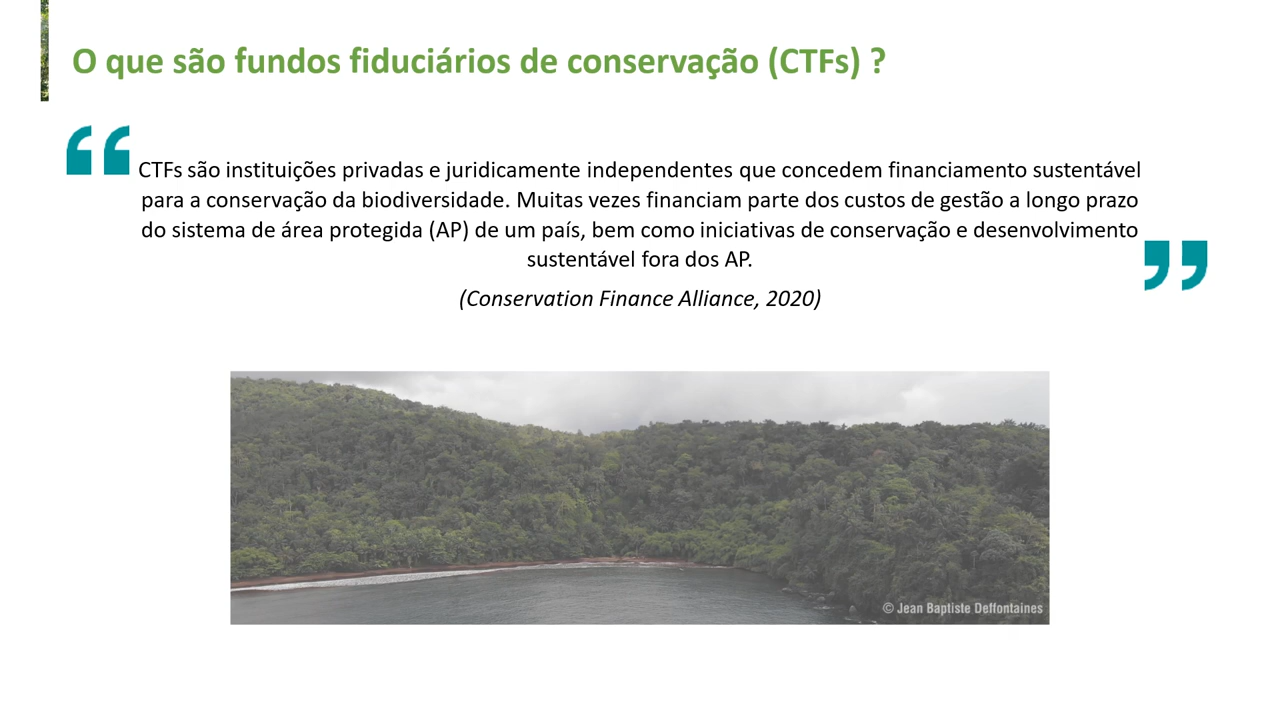 O que são fundos fiduciários de conservação (CTFs) ?
“
CTFs são instituições privadas e juridicamente independentes que concedem financiamento sustentável
para a conservação da biodiversidade. Muitas vezes financiam parte dos custos de gestão a longo prazo
do sistema de área protegida (AP) de um país, bem como iniciativas de conservação e desenvolvimento
sustentável fora dos AP.
”
(Conservation Finance Alliance, 2020)
© Jean Baptiste Deffontaines